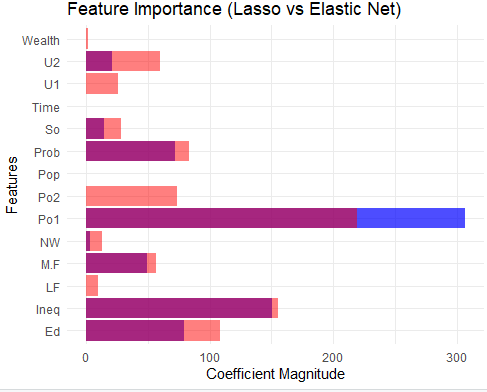 Feature Importance (Lasso vs Elastic Net)
Features
Wealth
U2
U1
Time
So
Prob
Pop
Po2
Po1
NW
M.F
LF
Ineq
Ed
0 100 200 300
Coefficient Magnitude